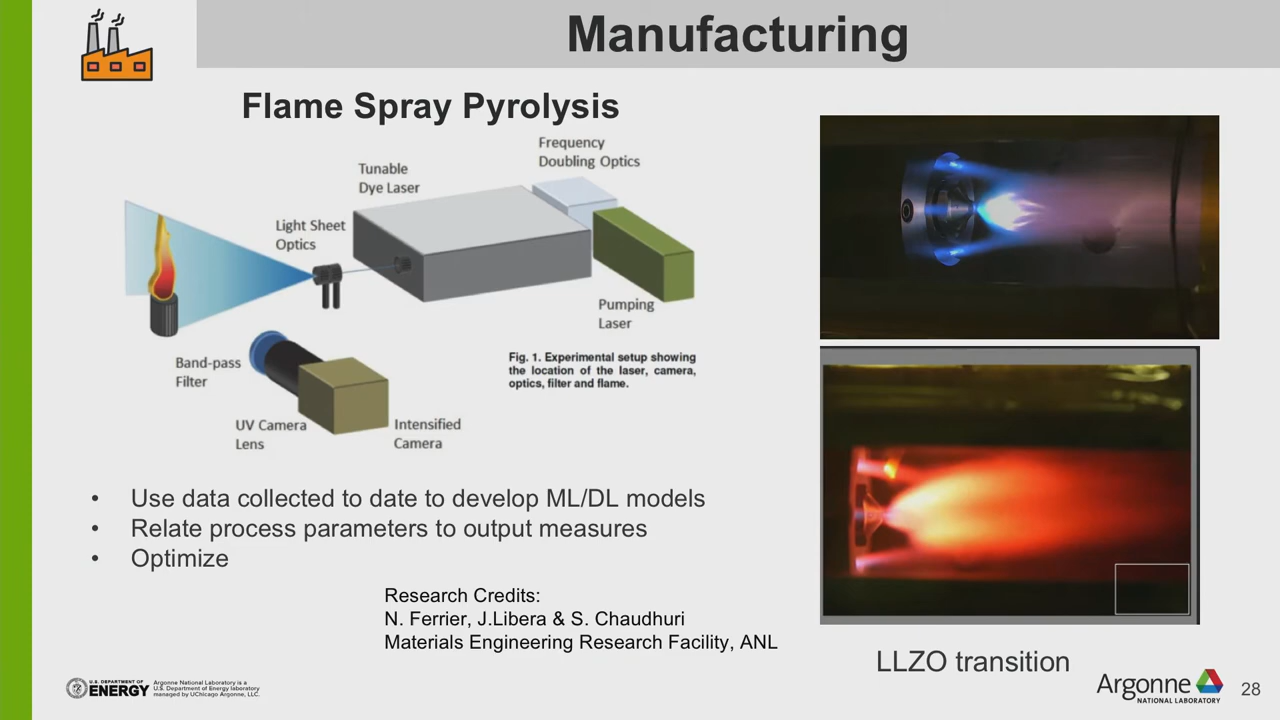 Manufacturing
Flame Spray Pyrolysis
Frequency
Doubling Optics
Tunable
Dye Laser
Light Sheet
Optics
Pumping
Laser
Band-pass
Filter
Fig. 1. Experimental setup showing
the location of the laser, camera,
optics, filter and flame.
UV Camera
Lens
Intensified
Camera
• Use data collected to date to develop ML/DL models
• Relate process parameters to output measures
• Optimize
Research Credits:
N. Ferrier, J.Libera & S. Chaudhuri
Materials Engineering Research Facility, ANL
LLZO transition
U.S. DEPARTMENT OF
ENERGY
Argonne National Laboratory is a
U.S. Department of Energy laboratory
managed by UChicago Argonne, LLC.
Argonne
NATIONAL LABORATORY
28